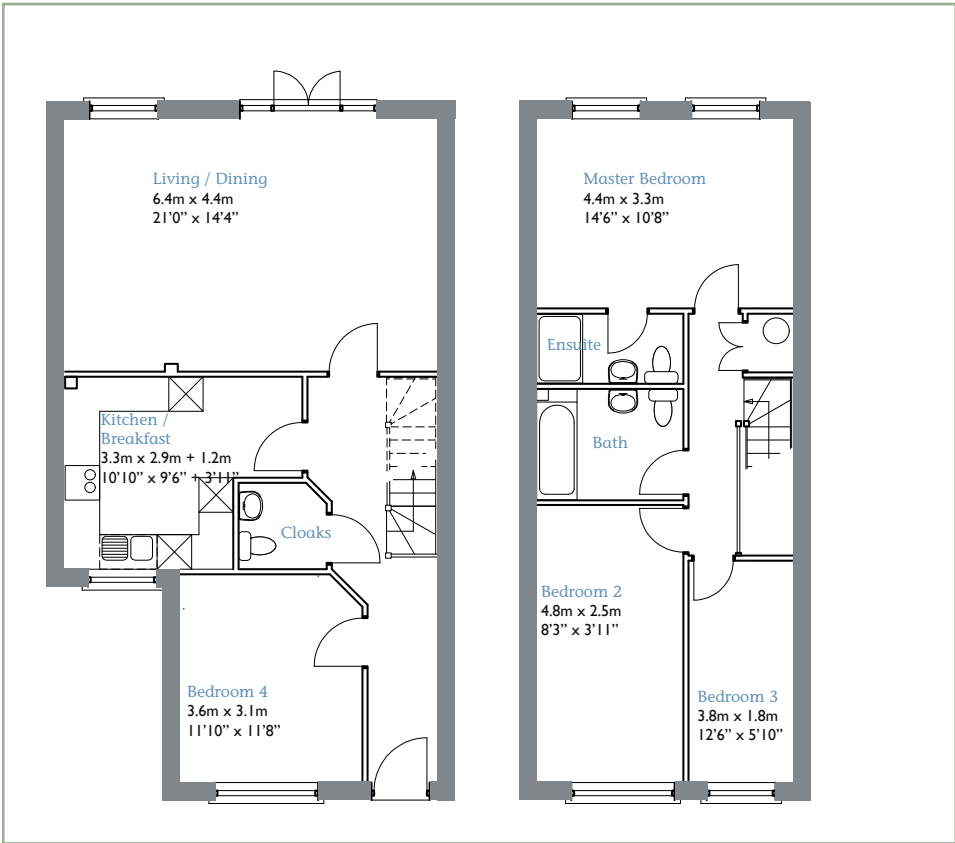 Living / Dining
6.4m x 4.4m
21’0” x 14’4”
Kitchen /
Breakfast
3.3m x 2.9m + 1.2m
10’10” x 9’6” + 3’11”
Cloaks
Bedroom 4
3.6m x 3.1m
11’10” x 11’8”
Master Bedroom
4.4m x 3.3m
14’6” x 10’8”
Ensuite
Bath
Bedroom 2
4.8m x 2.5m
8’3” x 3’11”
Bedroom 3
3.8m x 1.8m
12’6” x 5’10”